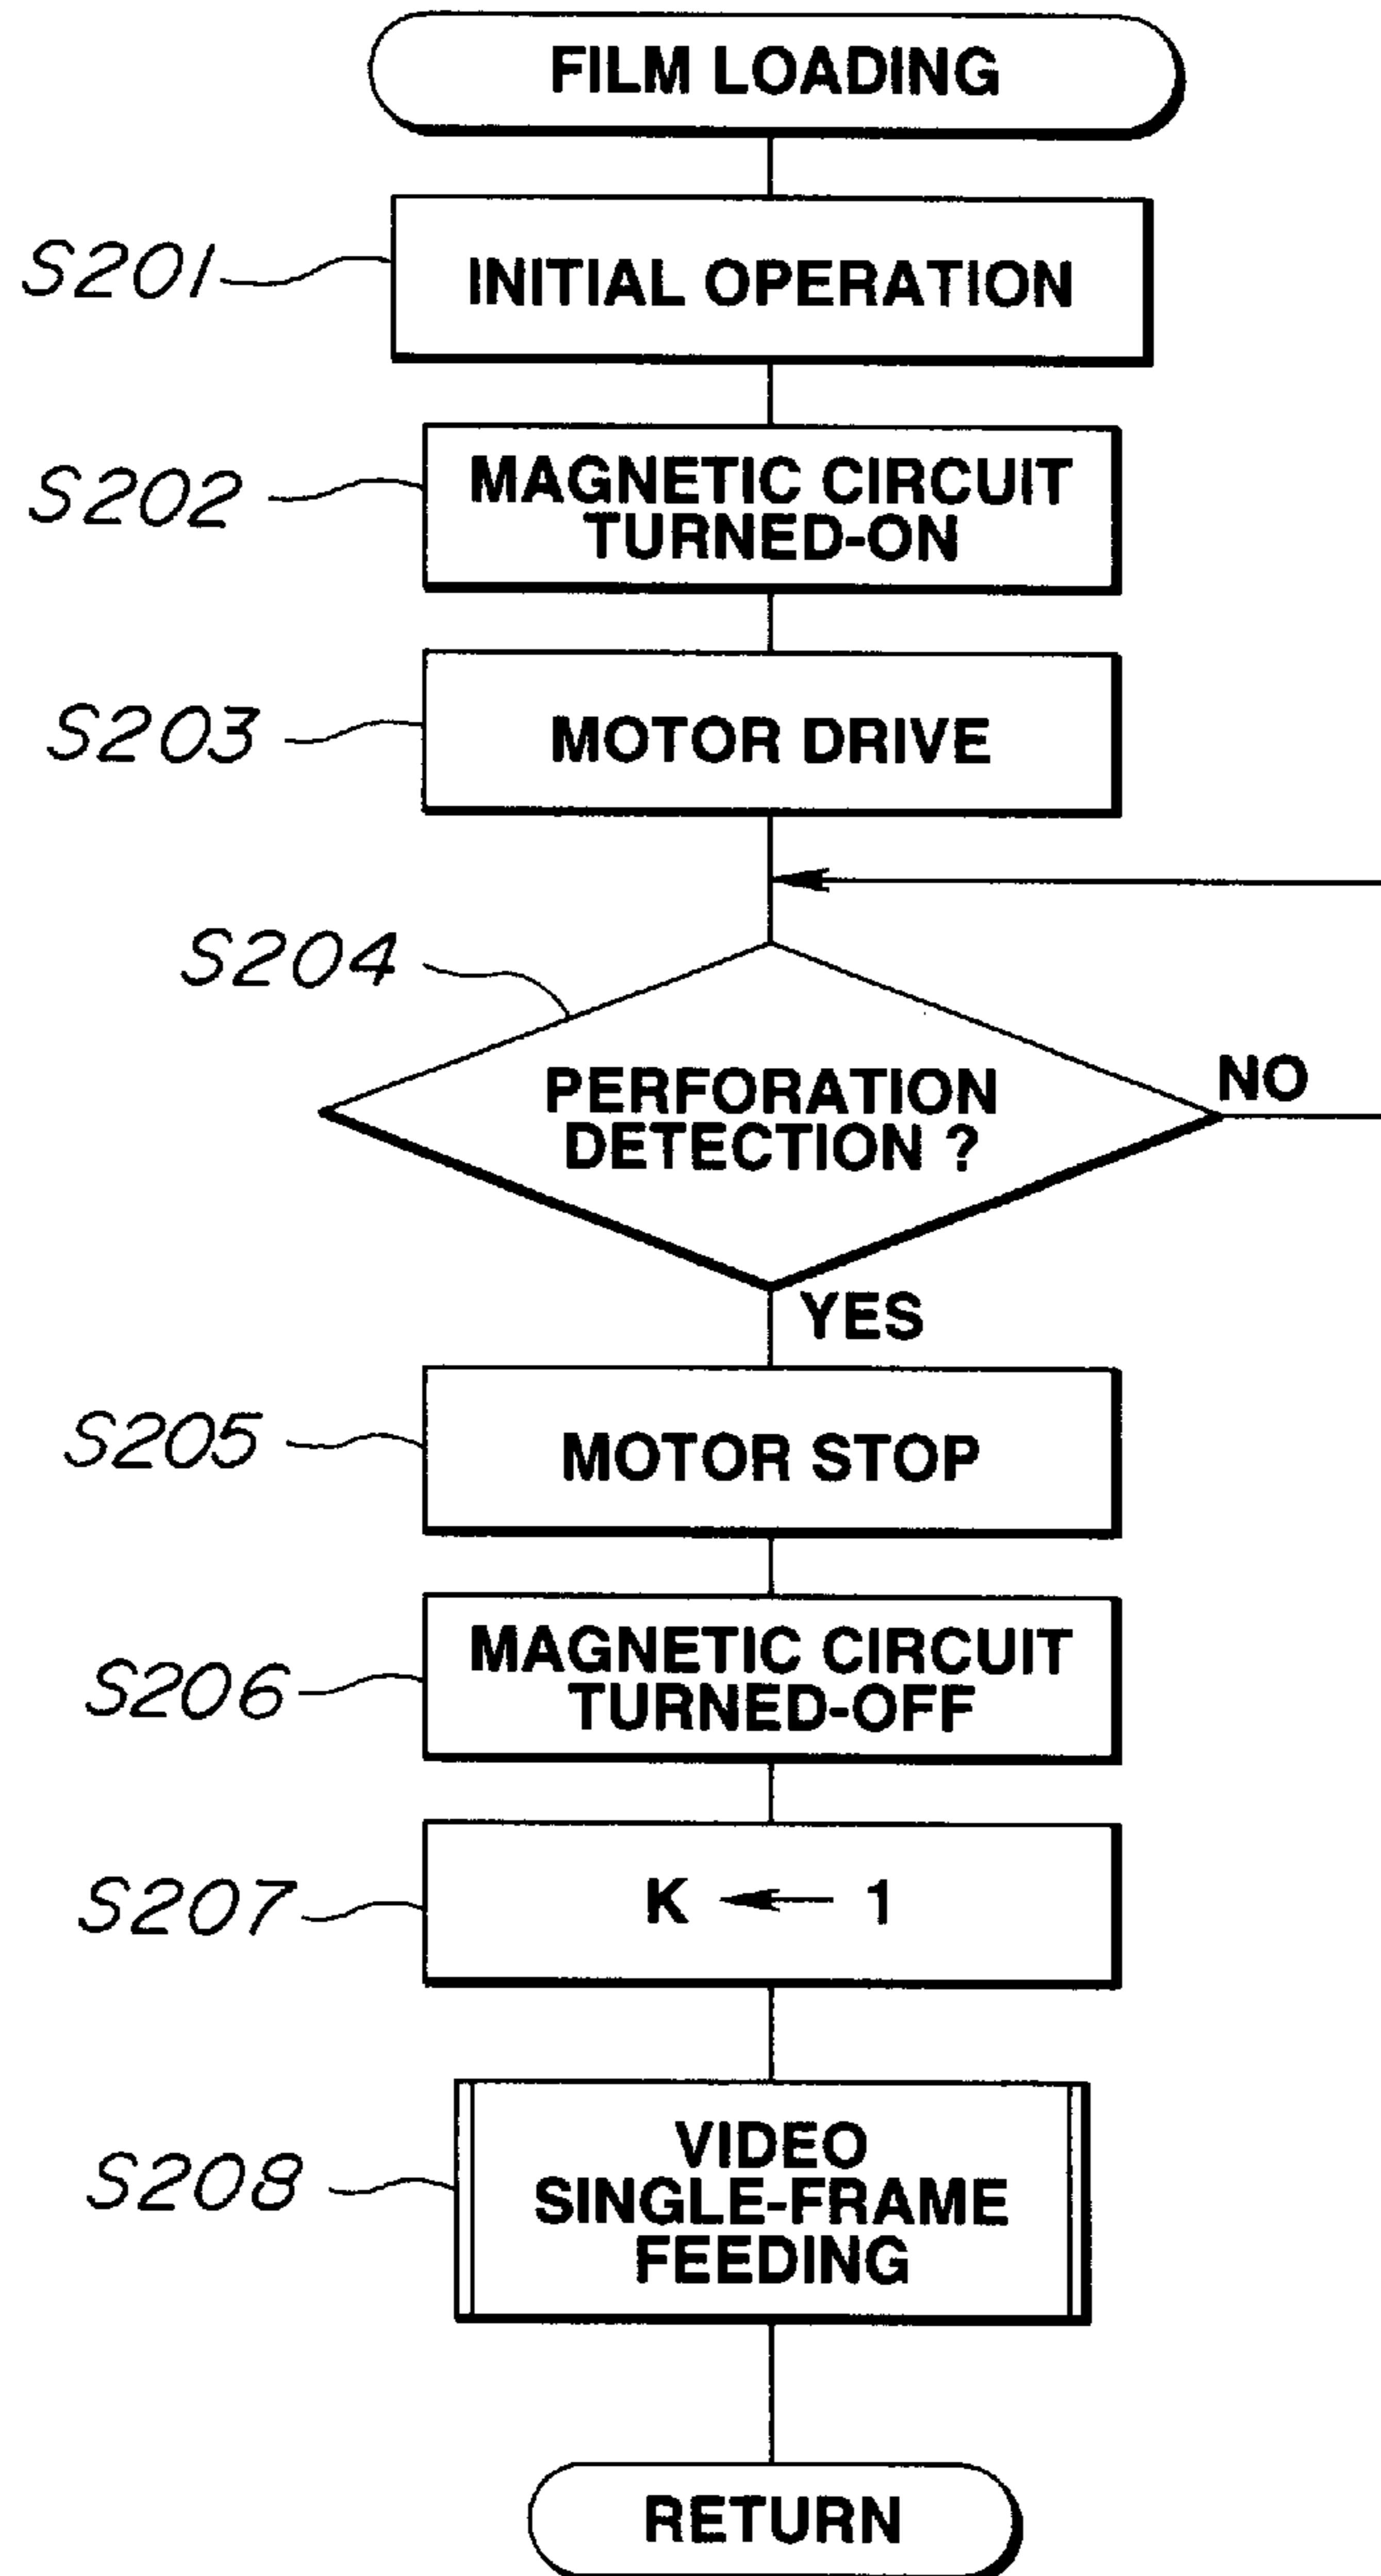 FILM LOADING
S201
INITIAL OPERATION
S202
MAGNETIC CIRCUIT
TURNED-ON
S203
MOTOR DRIVE
S204
PERFORATION
DETECTION ?
NO
YES
S205
MOTOR STOP
S206
MAGNETIC CIRCUIT
TURNED-OFF
S207
K ← 1
S208
VIDEO
SINGLE-FRAME
FEEDING
RETURN